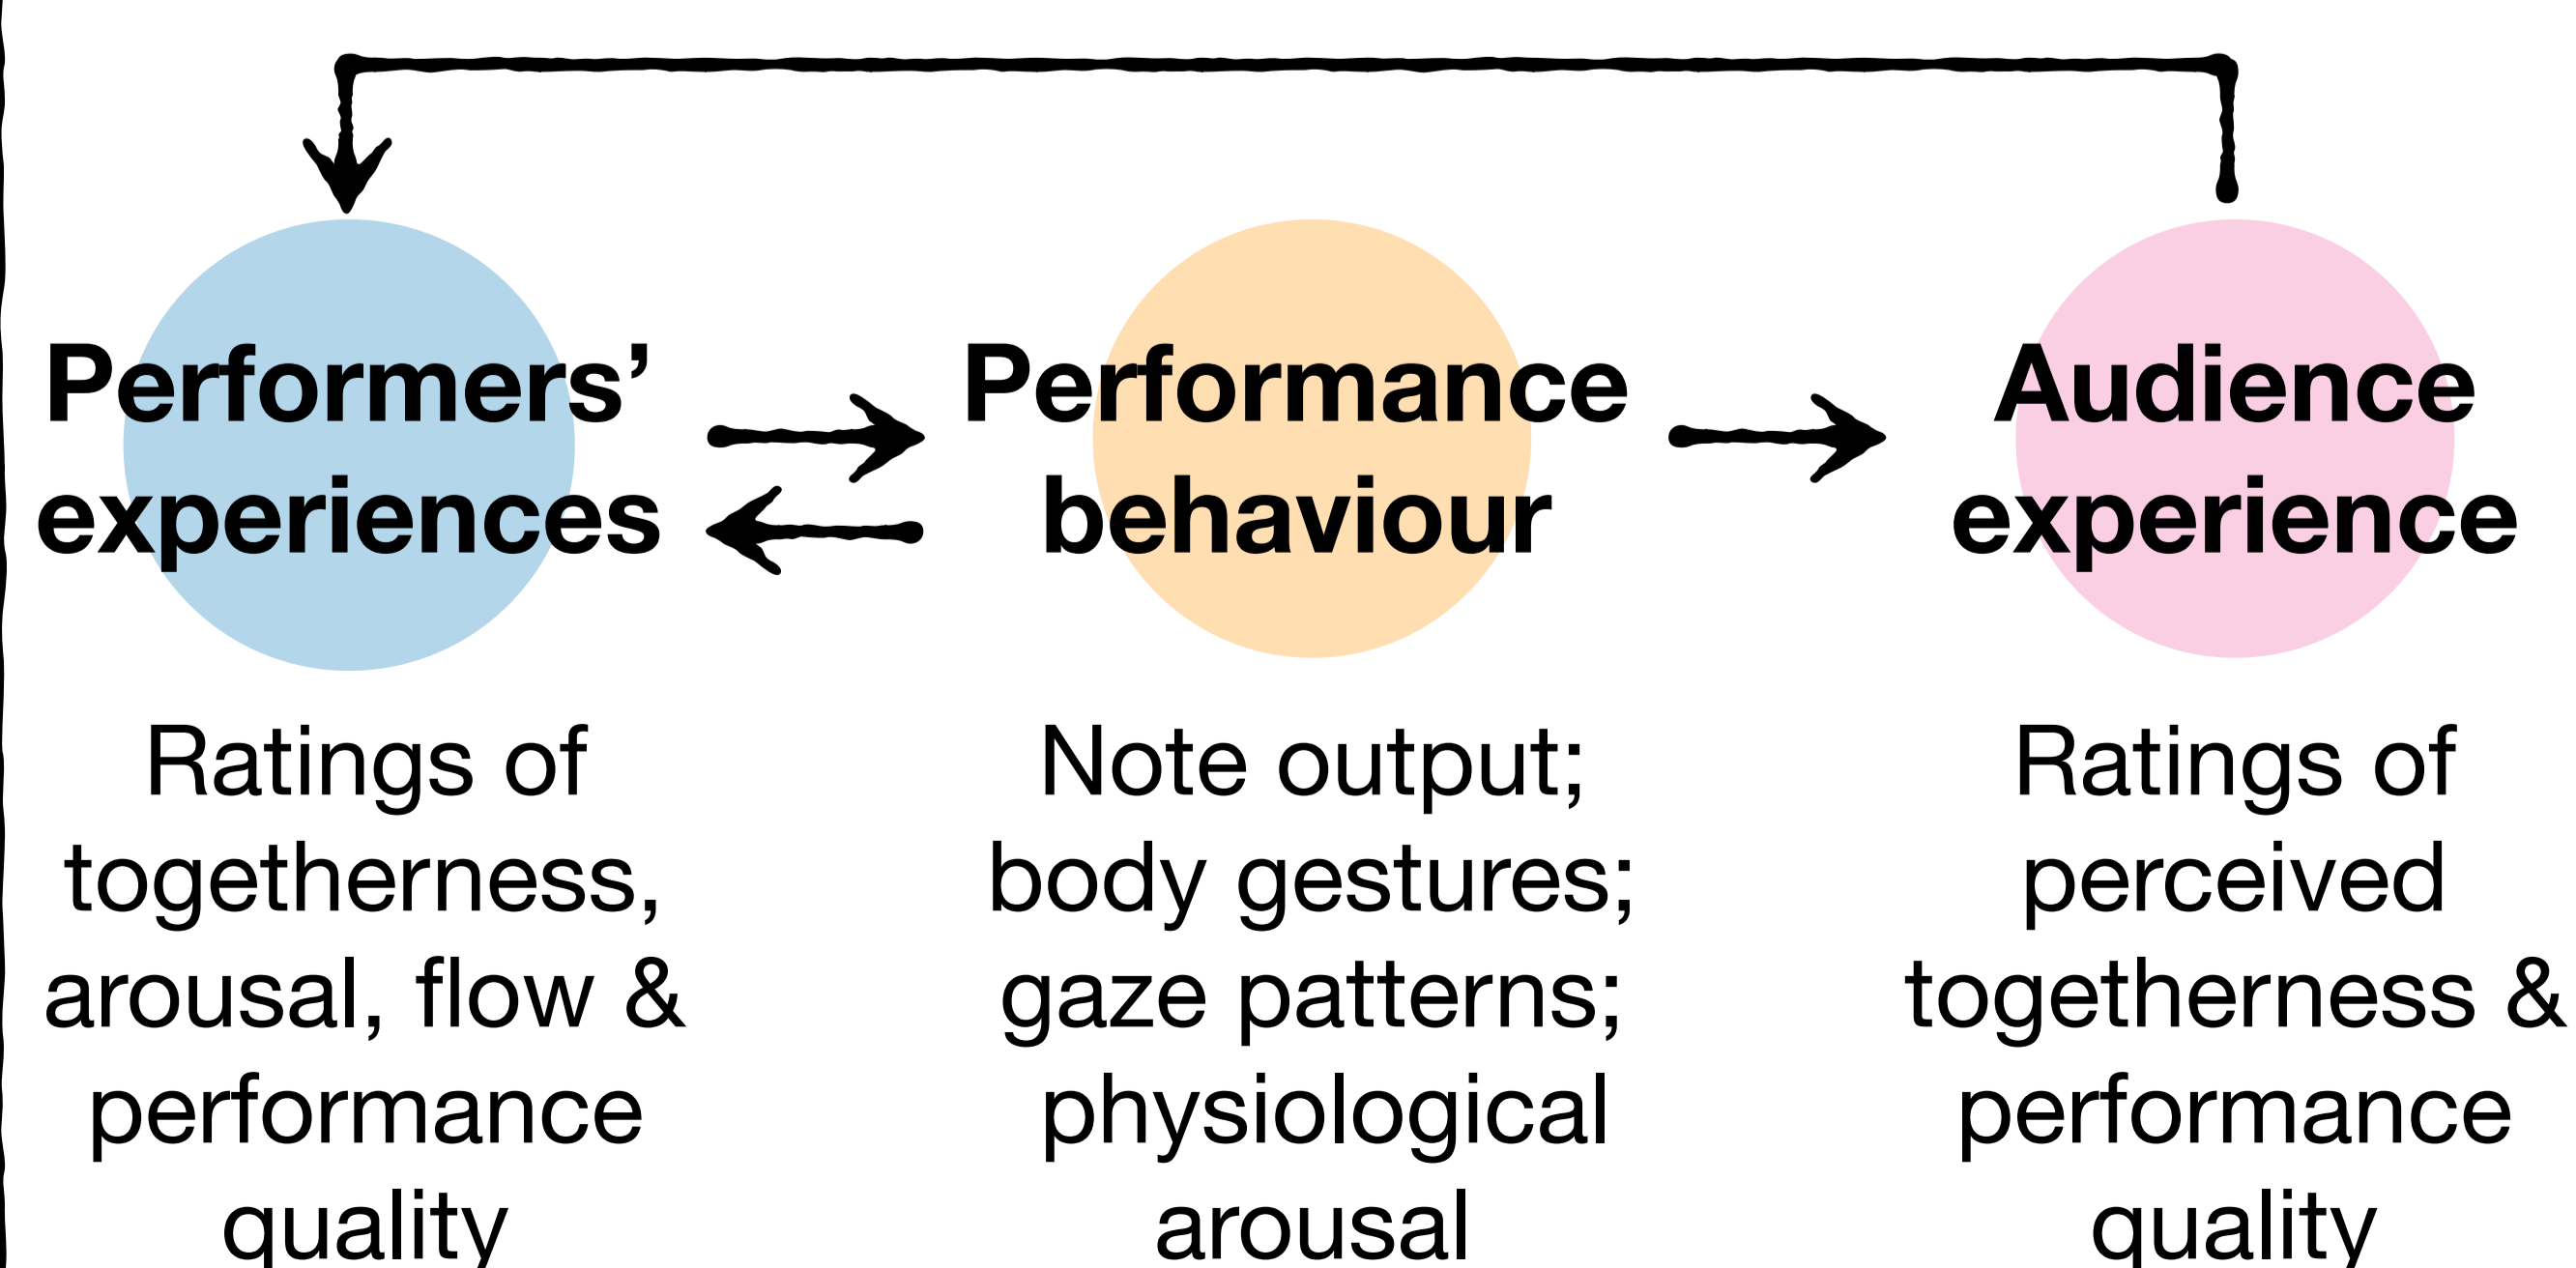 Performers’
experiences
Performance
behaviour
Audience
experience
Ratings of
togetherness,
arousal, flow &
performance
quality
Note output;
body gestures;
gaze patterns;
physiological
arousal
Ratings of
perceived
togetherness &
performance
quality